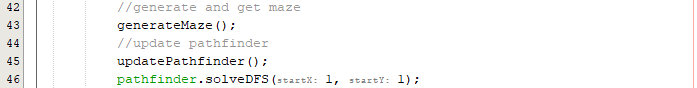 42 //generate and get maze
43 generateMaze();
44 //update pathfinder
45 updatePathfinder();
46 pathfinder.solveDFS(startX: 1, startY: 1);